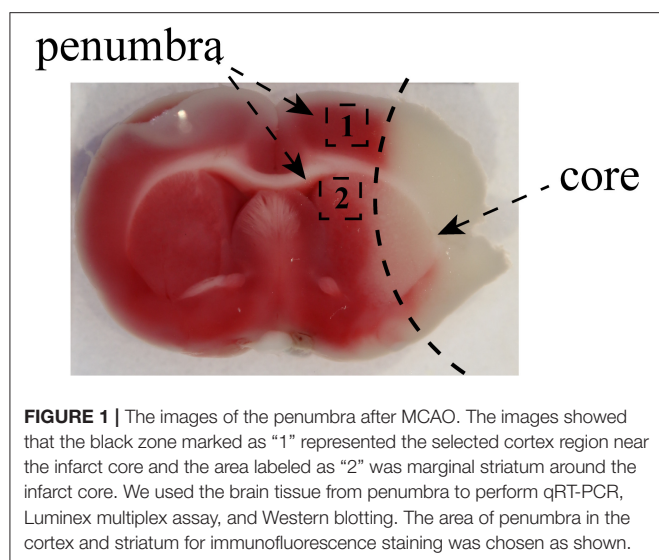 penumbra
1
2
core
FIGURE 1 | The images of the penumbra after MCAO. The images showed
that the black zone marked as “1” represented the selected cortex region near
the infarct core and the area labeled as “2” was marginal striatum around the
infarct core. We used the brain tissue from penumbra to perform qRT-PCR,
Luminex multiplex assay, and Western blotting. The area of penumbra in the
cortex and striatum for immunofluorescence staining was chosen as shown.